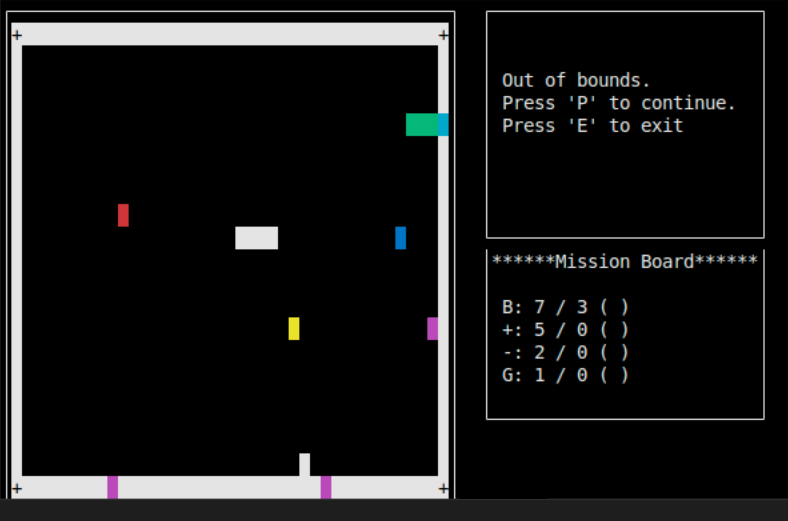 + +
Out of bounds.
Press 'P' to continue.
Press 'E' to exit
******Mission Board******
B: 7 / 3 ( )
+: 5 / 0 ( )
-: 2 / 0 ( )
G: 1 / 0 ( )
+ +